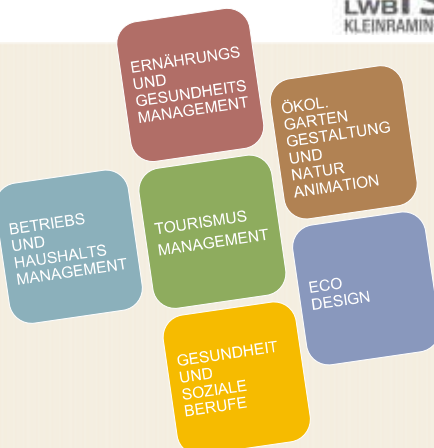 LWB
KLEINRAMIN
ERNÄHRUNGS
UND
GESUNDHEITS
MANAGEMENT
ÖKOL.
GARTEN
GESTALTUNG
UND
NATUR
ANIMATION
BETRIEBS
UND
HAUSHALTS
MANAGEMENT
TOURISMUS
MANAGEMENT
ECO
DESIGN
GESUNDHEIT
UND
SOZIALE
BERUFE